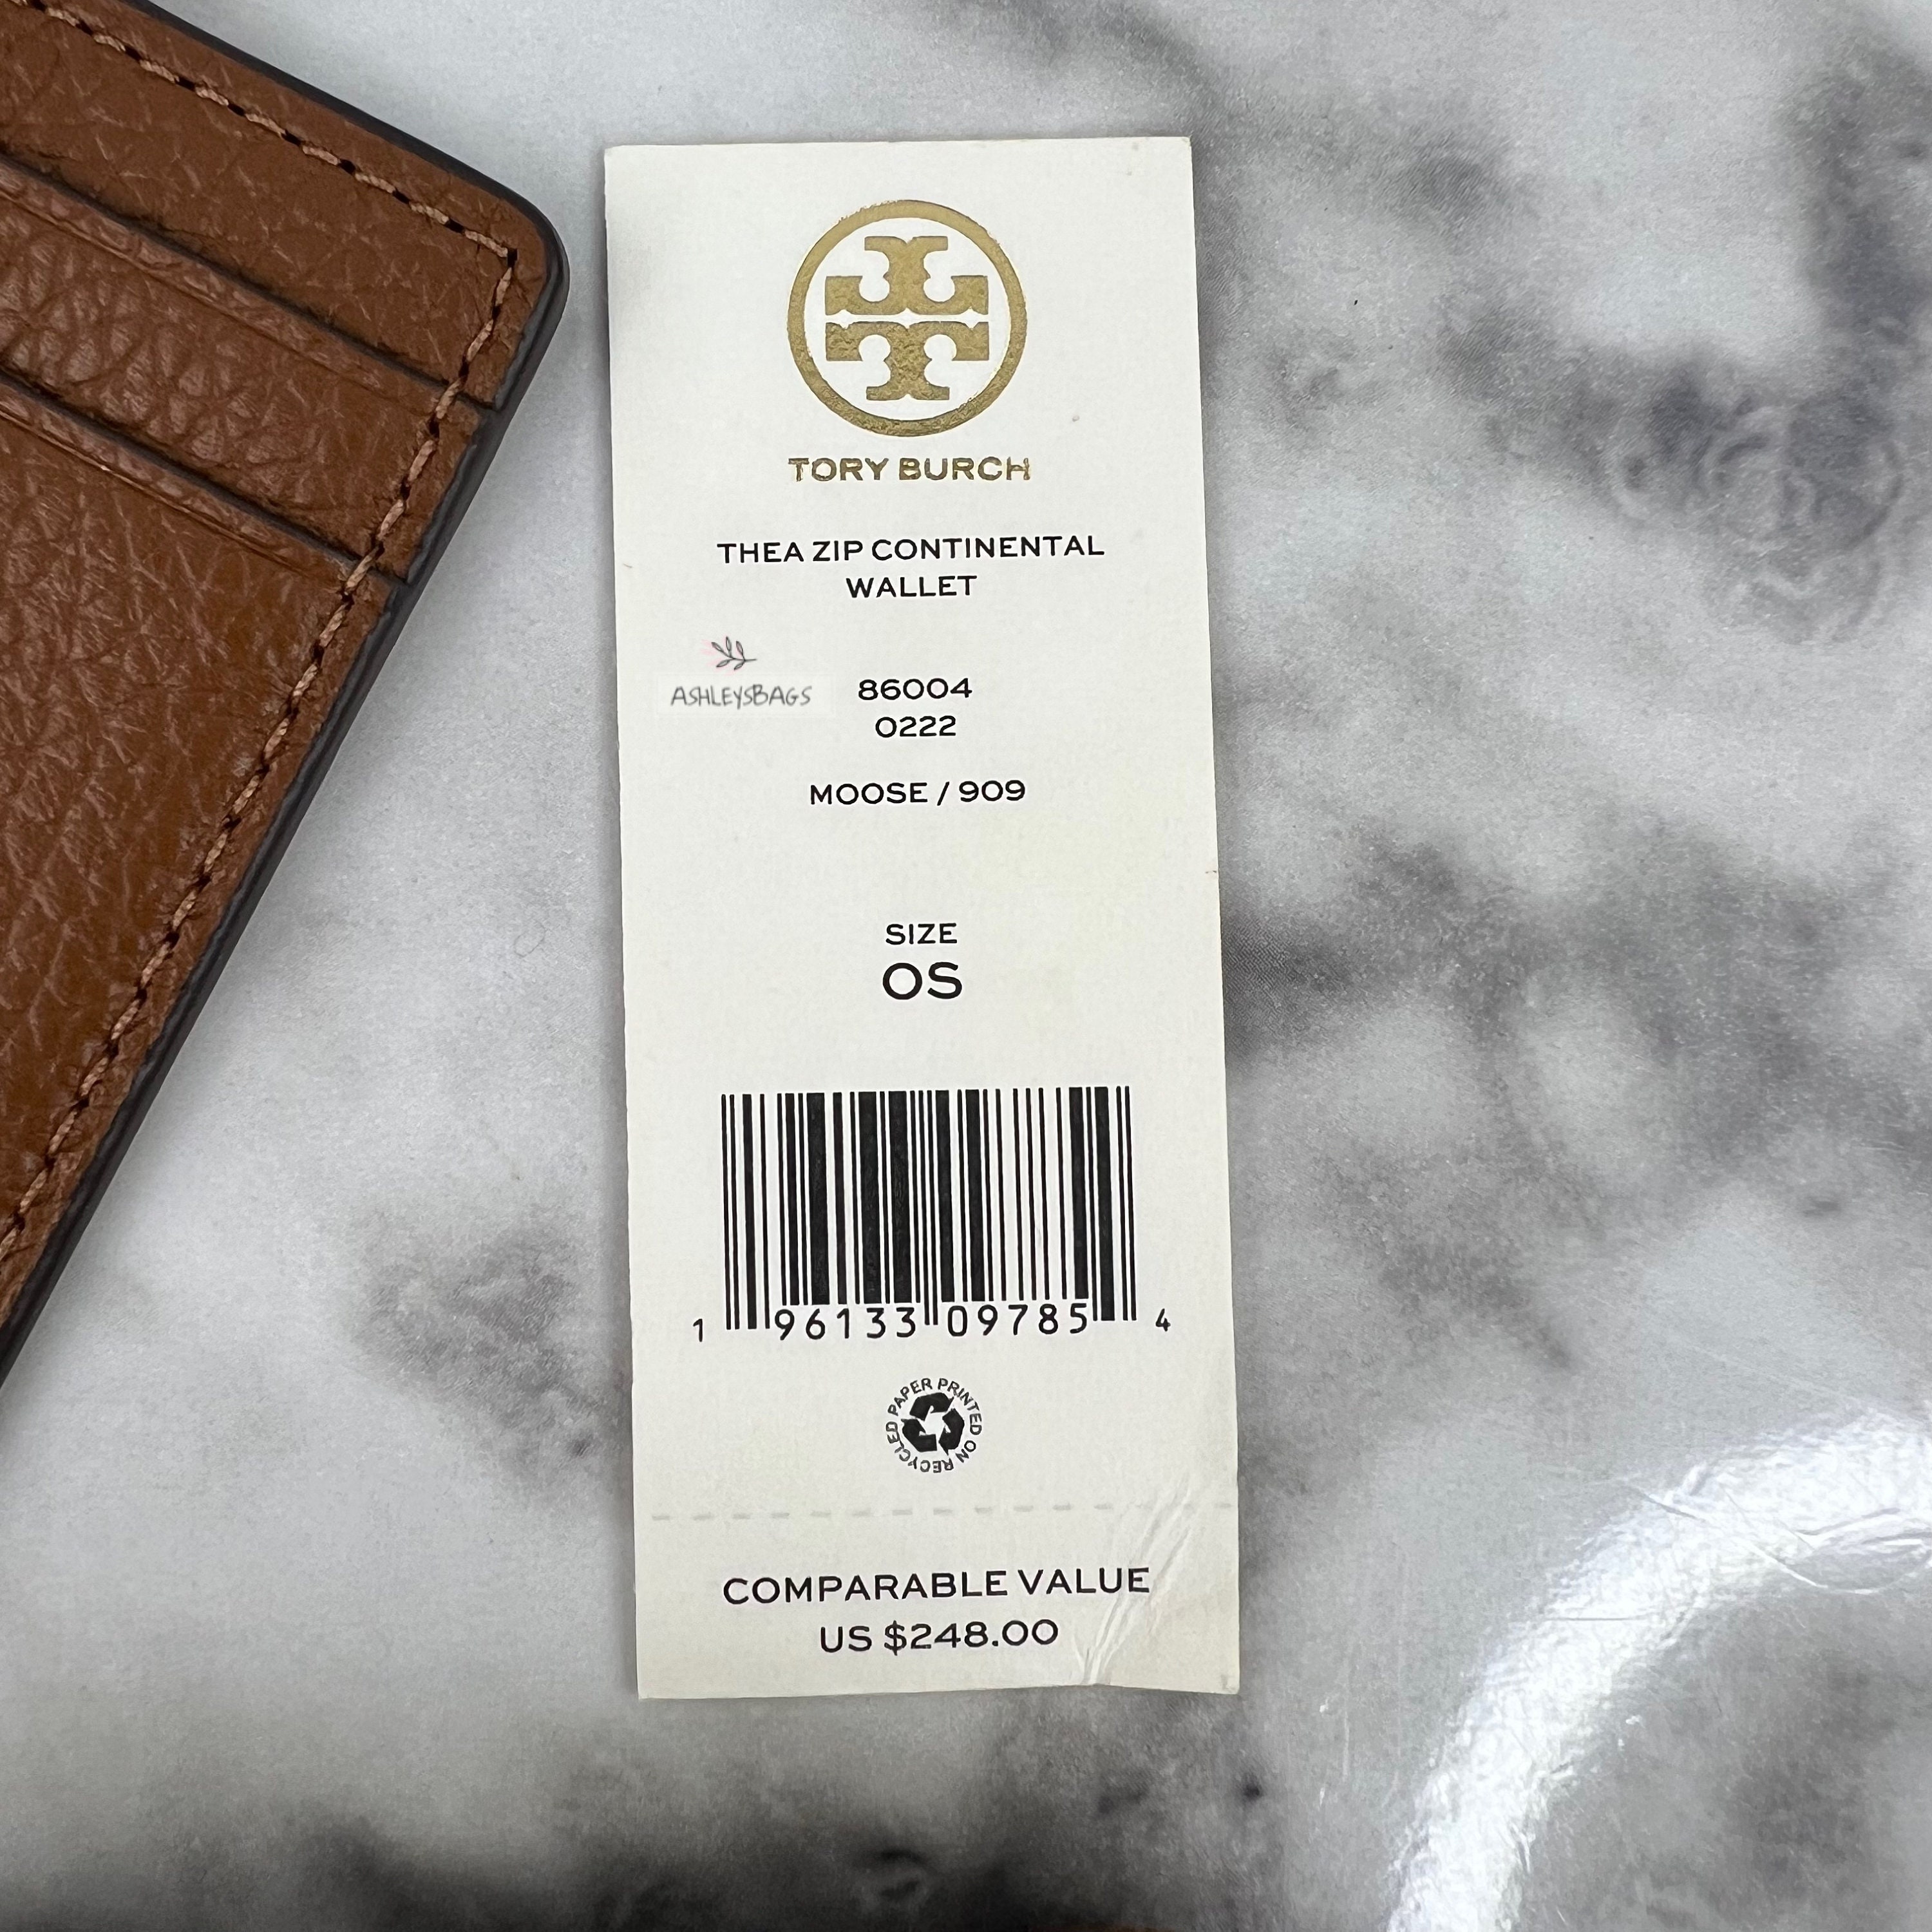 TORY BURCH
THEA ZIP CONTINENTAL
WALLET
ASHLEYSBAGS
86004
0222
MOOSE / 909
SIZE
OS
1 96133 09785 4
PRINTED ON RECYCLED PAPER
COMPARABLE VALUE
US $248.00